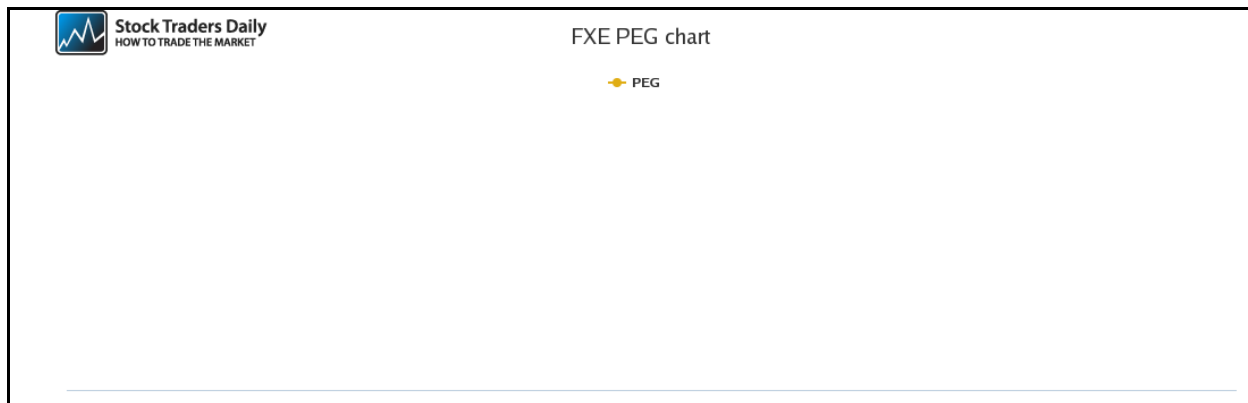 Stock Traders Daily
HOW TO TRADE THE MARKET
FXE PEG chart
PEG